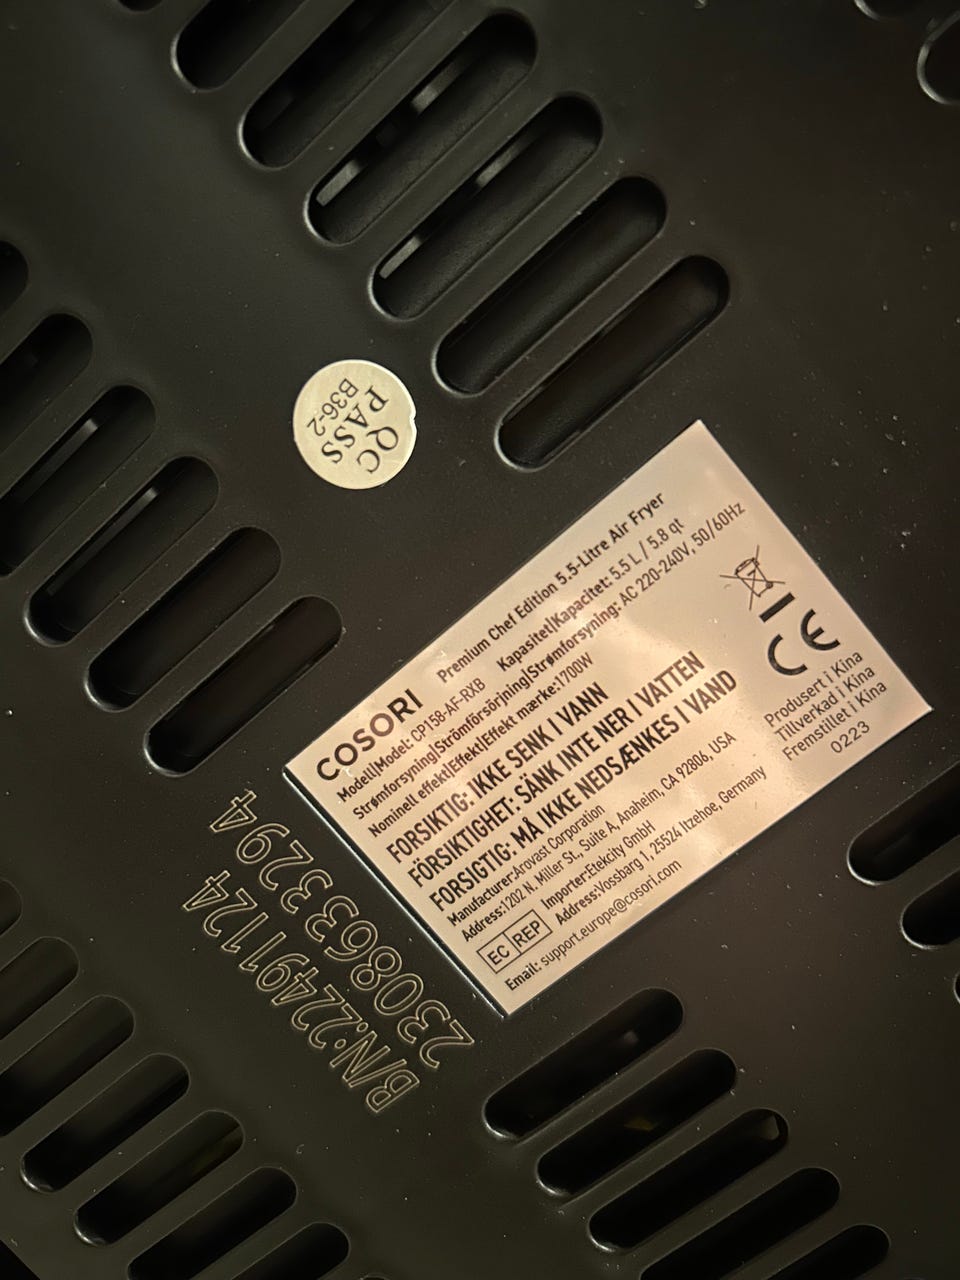 QC
PASS
B36-2
COSORI Premium Chef Edition 5.5-Litre Air Fryer
Modell|Model: CP158-AF-RXB Kapasitet|Kapacitet: 5.5 L / 5.8 qt
Strømforsyning|Strömförsörjning|Strømforsyning: AC 220-240V, 50/60Hz
Nominell effekt|Effekt|Effekt mærke:1700W
FORSIKTIG: IKKE SENK I VANN
FÖRSIKTIGHET: SÄNK INTE NER I VATTEN
FORSIGTIG: MÅ IKKE NEDSÆNKES I VAND
Manufacturer:Arovast Corporation
Address:1202 N. Miller St., Suite A, Anaheim, CA 92806, USA
EC REP
Importer:Etekcity GmbH
Address:Vossbarg 1, 25524 Itzehoe, Germany
Email: support.europe@cosori.com
CE
Produsert i Kina
Tillverkad i Kina
Fremstillet i Kina
0223
B/N:22491124
2308633294